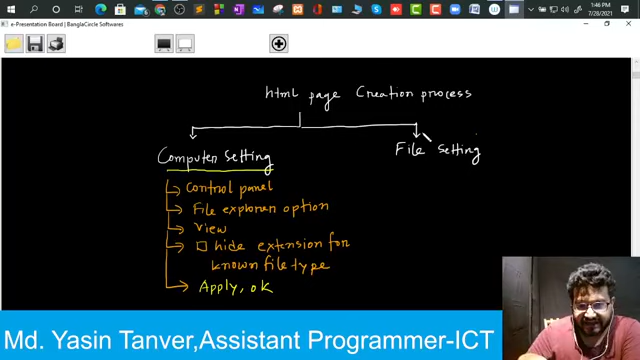 1:46 PM
7/28/2021
e-Presentation Board | BanglaCircle Softwares
Html page Creation process
Computer Setting
File Setting
Control panel
File explorer option
View
hide extension for
known file type
Apply, ok
Md. Yasin Tanver,Assistant Programmer-ICT